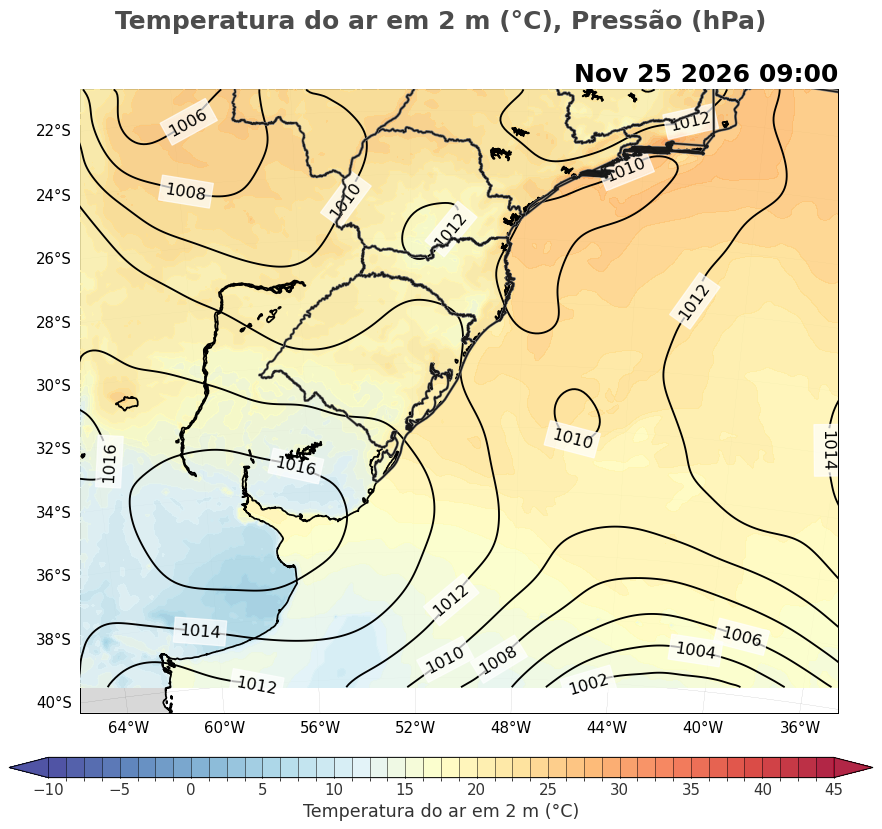 Temperatura do ar em 2 m (°C), Pressão (hPa)
Nov 25 2026 09:00
22°S
24°S
26°S
28°S
30°S
32°S
34°S
36°S
38°S
40°S
1006
1008
1010
1012
1012
1010
1012
1010
1014
1016
1016
1014
1012
1012
1010
1008
1006
1004
1002
64°W 60°W 56°W 52°W 48°W 44°W 40°W 36°W
−10 −5 0 5 10 15 20 25 30 35 40 45
Temperatura do ar em 2 m (°C)